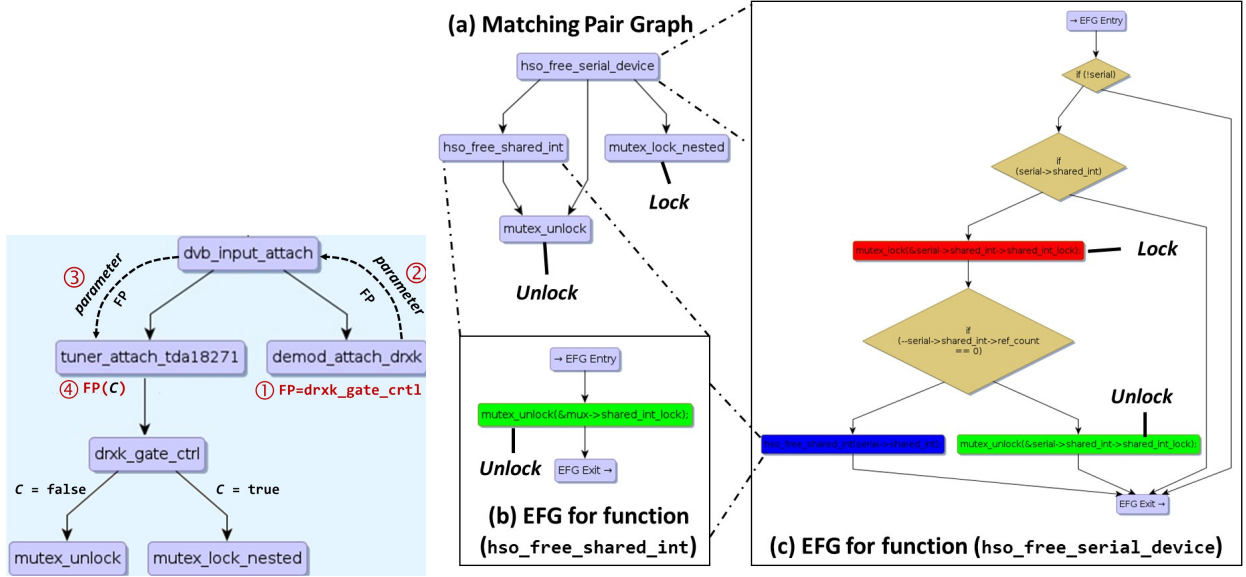 dvb_input_attach
③
parameter
FP
②
parameter
FP
tuner_attach_tda18271
demod_attach_drxk
④ FP(C)
① FP=drxk_gate_crtl
drxk_gate_ctrl
C = false
C = true
mutex_unlock
mutex_lock_nested
(a) Matching Pair Graph
hso_free_serial_device
hso_free_shared_int
mutex_lock_nested
Lock
mutex_unlock
Unlock
→ EFG Entry
mutex_unlock(&mux->shared_int_lock);
Unlock
EFG Exit →
(b) EFG for function
(hso_free_shared_int)
→ EFG Entry
if (!serial)
if
(serial->shared_int)
mutex_lock(&serial->shared_int->shared_int_lock);
Lock
if
(--serial->shared_int->ref_count
== 0)
Unlock
hso_free_shared_int(serial->shared_int);
mutex_unlock(&serial->shared_int->shared_int_lock);
EFG Exit →
(c) EFG for function (hso_free_serial_device)